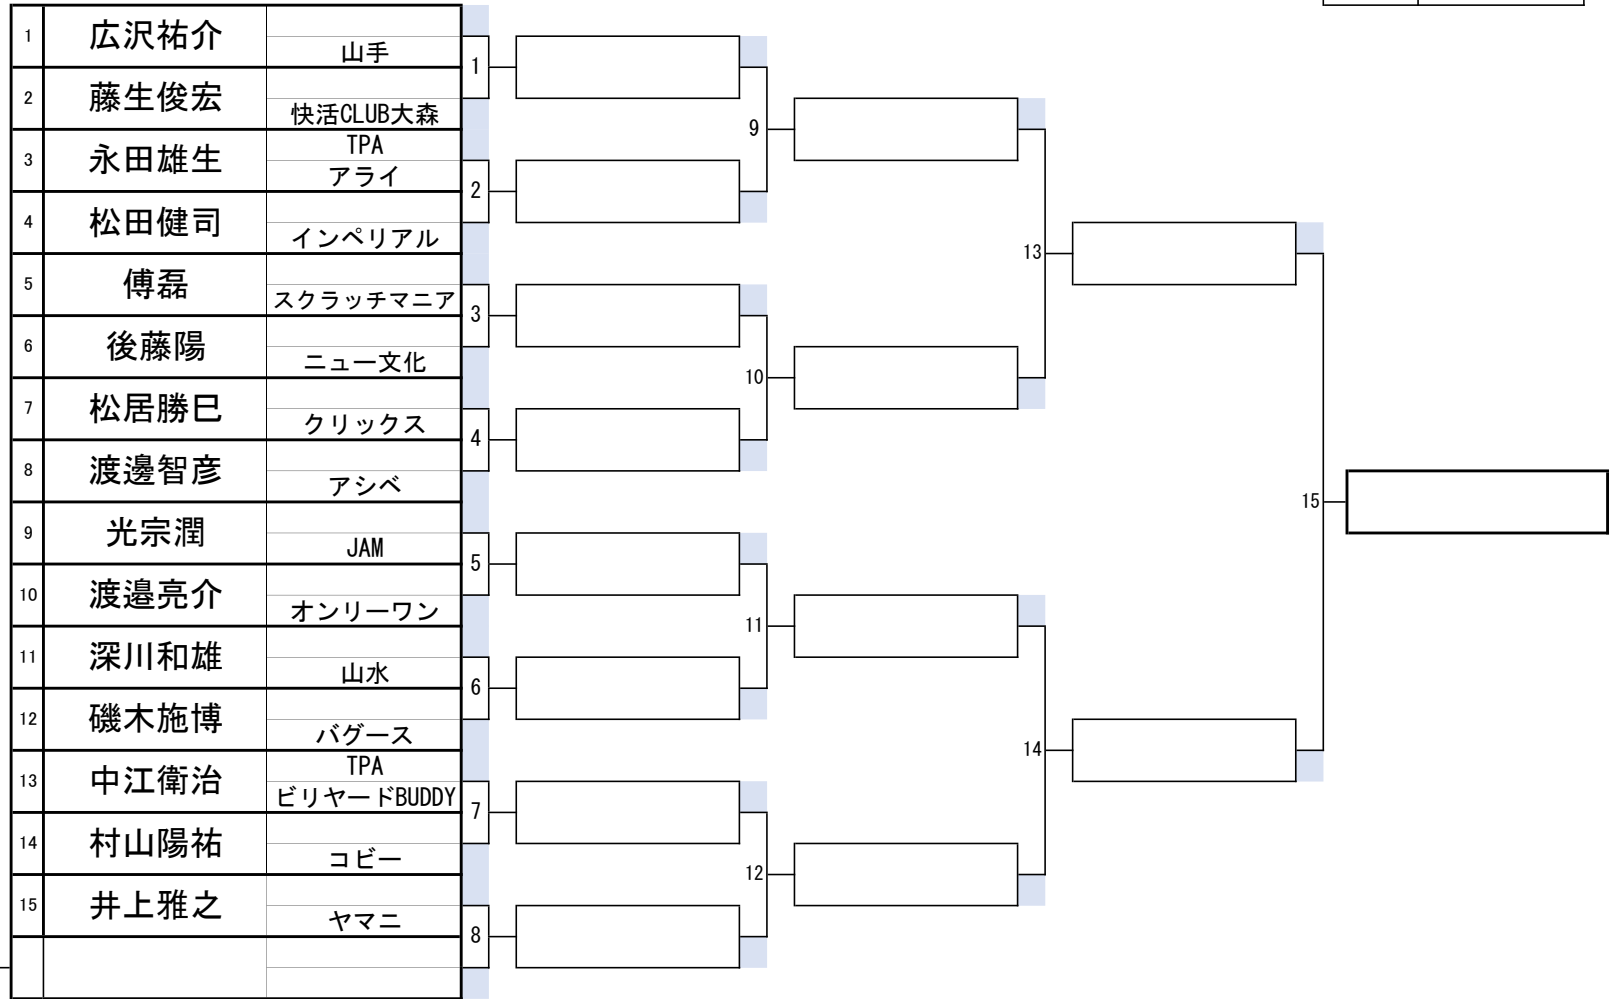 1 広沢祐介 山手
2 藤生俊宏 快活CLUB大森
1
3 永田雄生 TPA アライ
4 松田健司 インペリアル
2
5 傅磊 スクラッチマニア
6 後藤陽 ニュー文化
3
7 松居勝巳 クリックス
8 渡邊智彦 アシベ
4
9 光宗潤 JAM
10 渡邉亮介 オンリーワン
5
11 深川和雄 山水
12 磯木施博 バグース
6
13 中江衛治 TPA ビリヤードBUDDY
14 村山陽祐 コビー
7
15 井上雅之 ヤマニ
8
9
10
11
12
13
14
15